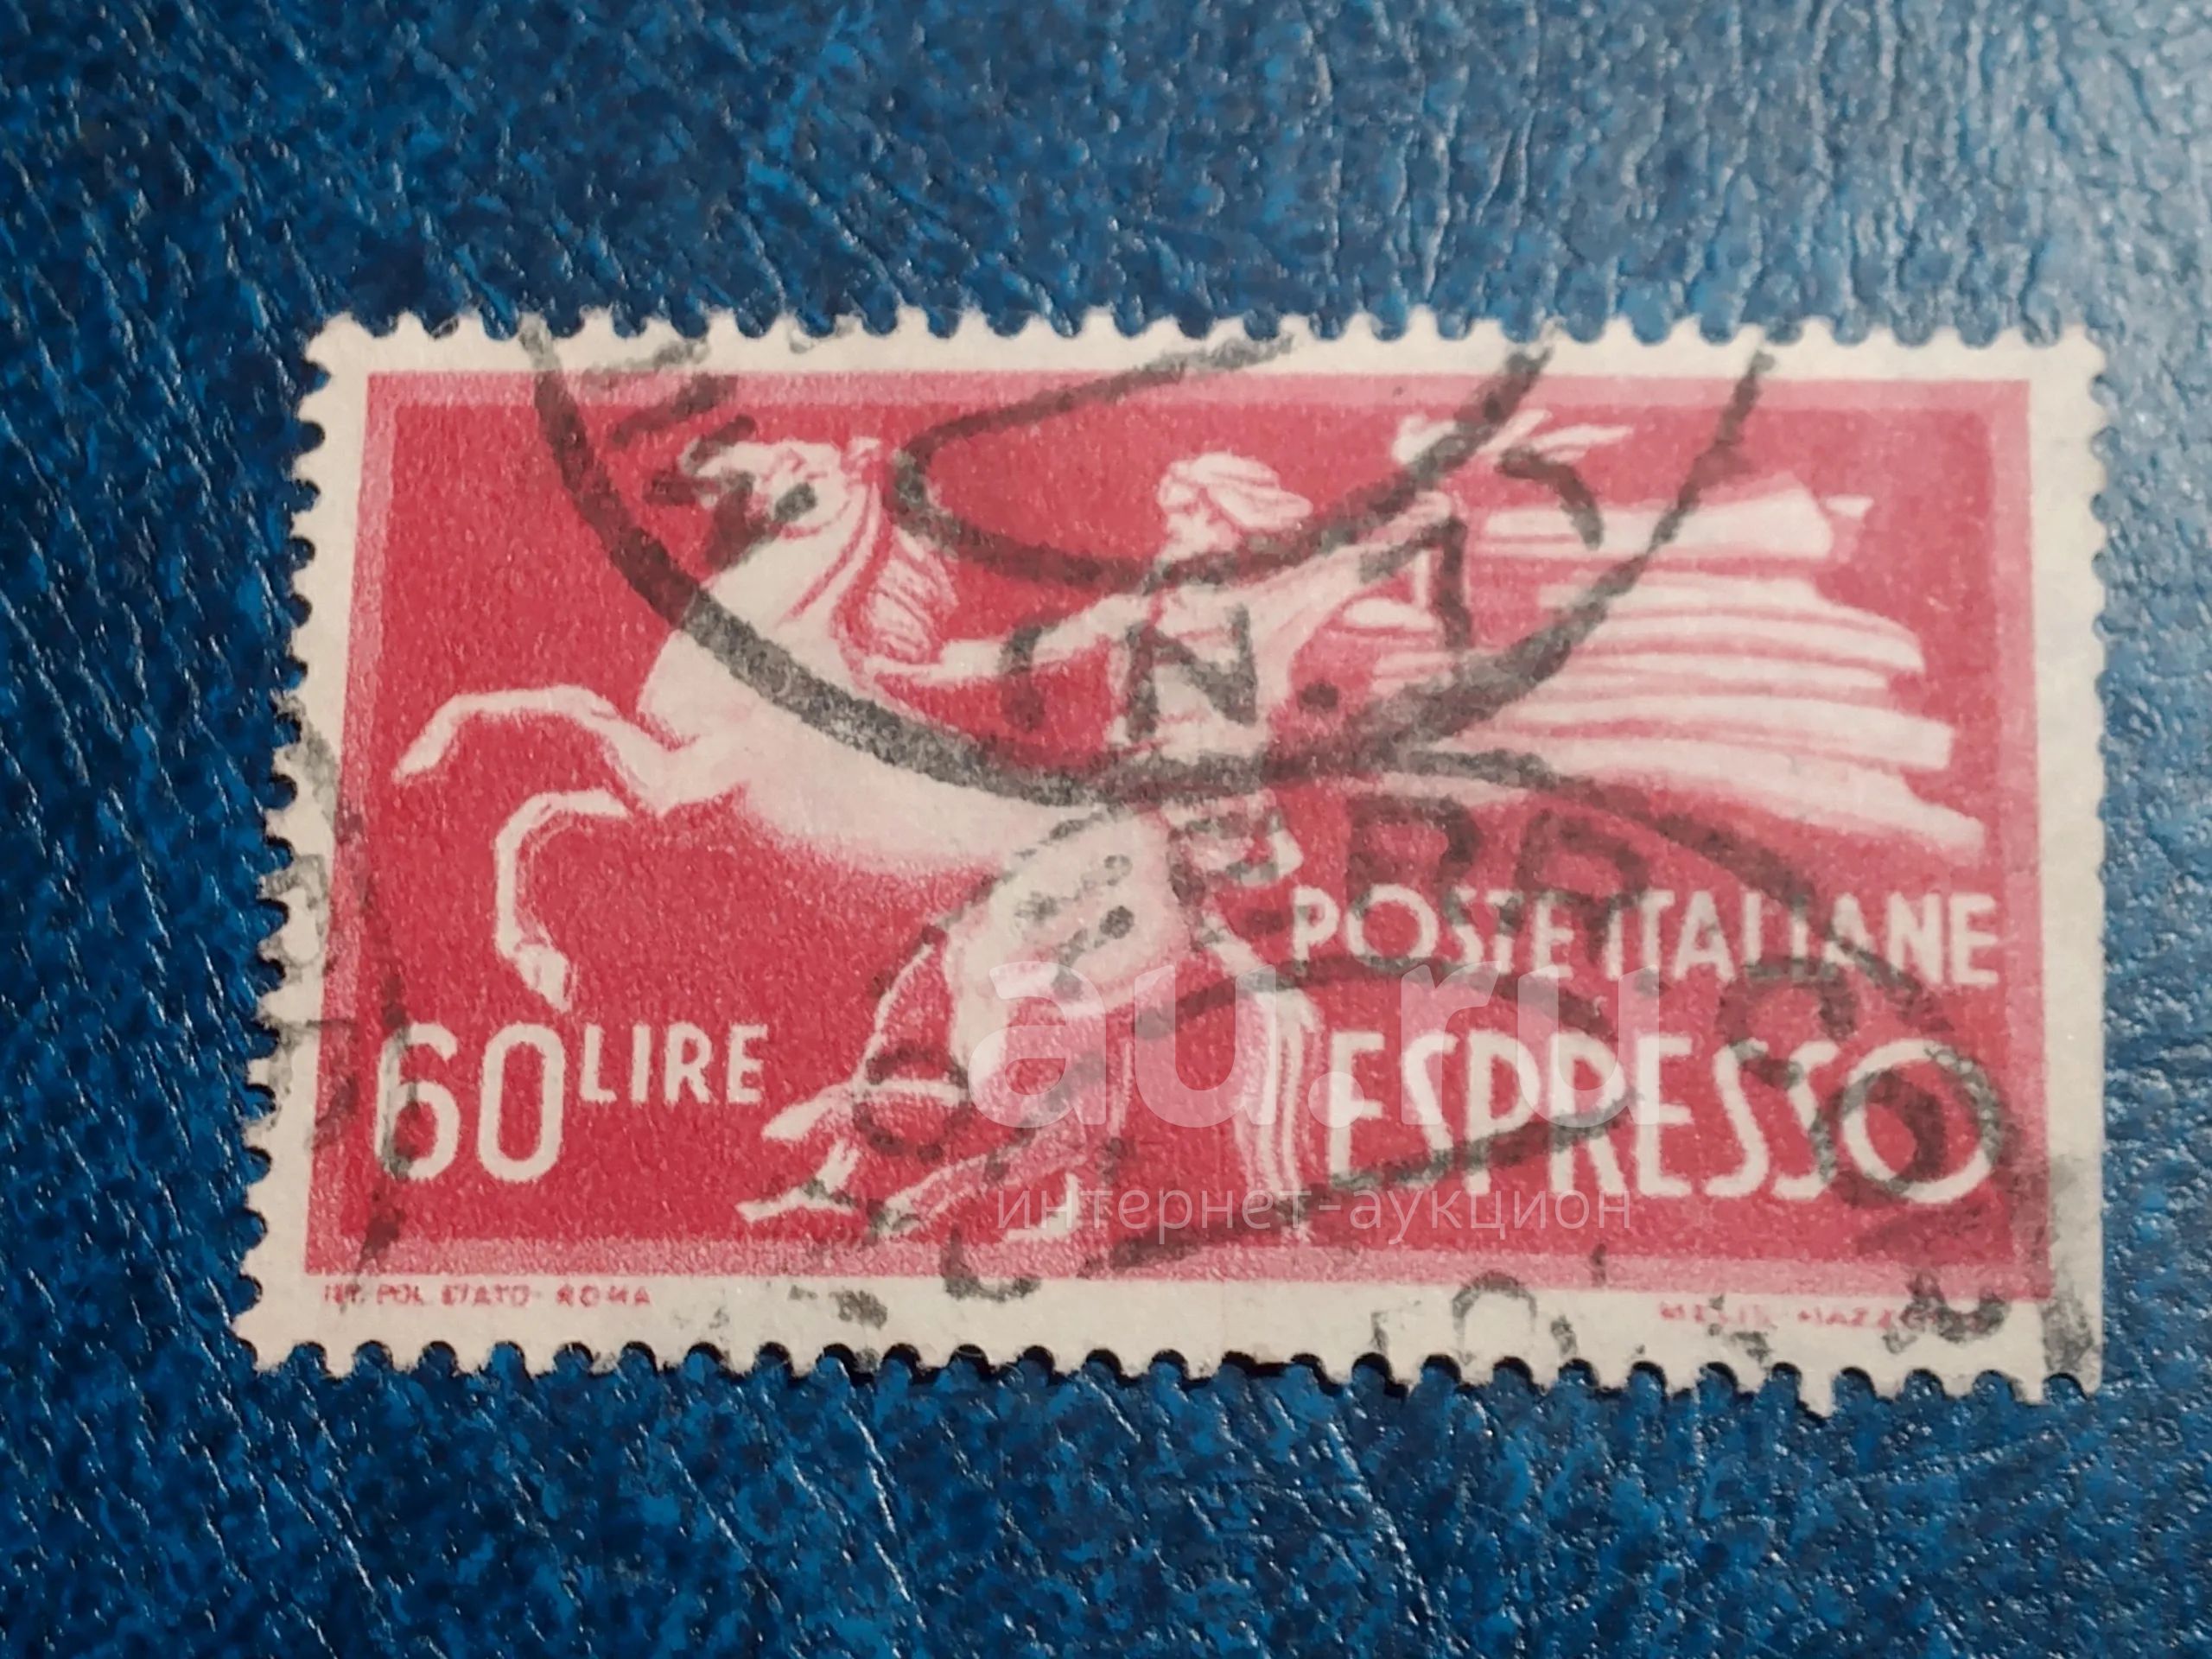 POSTE ITALIANE
60 LIRE
ESPRESSO
au.ru
интернет-аукцион
IST. POL. STATO - ROMA
N.